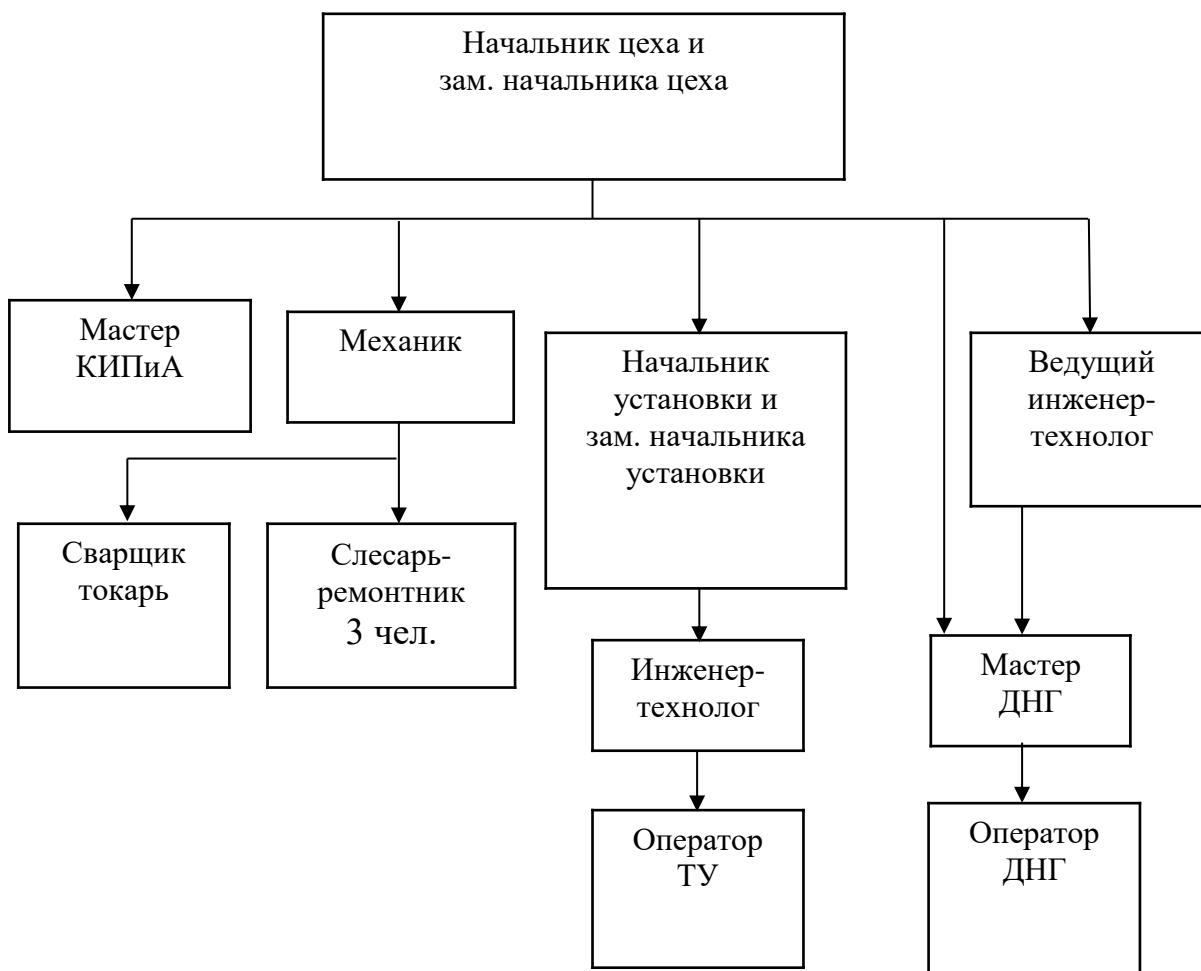 Начальник цеха и
зам. начальника цеха
Мастер
КИПиА
Механик
Начальник
установки и
зам. начальника
установки
Ведущий
инженер-
технолог
Сварщик
токарь
Слесарь-
ремонтник
3 чел.
Инженер-
технолог
Мастер
ДНГ
Оператор
ТУ
Оператор
ДНГ